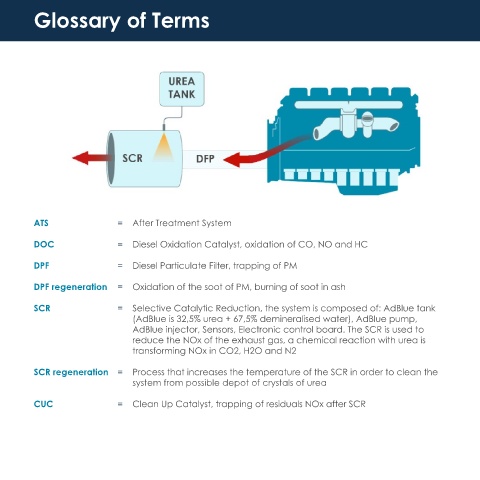 Glossary of Terms
UREA
TANK
SCR
DFP
ATS = After Treatment System
DOC = Diesel Oxidation Catalyst, oxidation of CO, NO and HC
DPF = Diesel Particulate Filter, trapping of PM
DPF regeneration = Oxidation of the soot of PM, burning of soot in ash
SCR = Selective Catalytic Reduction, the system is composed of: AdBlue tank
(AdBlue is 32,5% urea + 67,5% demineralised water), AdBlue pump,
AdBlue injector, Sensors, Electronic control board. The SCR is used to
reduce the NOx of the exhaust gas, a chemical reaction with urea is
transforming NOx in CO2, H2O and N2
SCR regeneration = Process that increases the temperature of the SCR in order to clean the
system from possible depot of crystals of urea
CUC = Clean Up Catalyst, trapping of residuals NOx after SCR